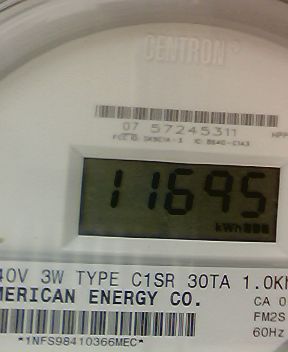 CENTRON®
07 57245311
11695
kWh
40V 3W TYPE C1SR 30TA 1.0K
MERICAN ENERGY CO.
CA 0
FM2S
60Hz
*1NFS98410366MEC*